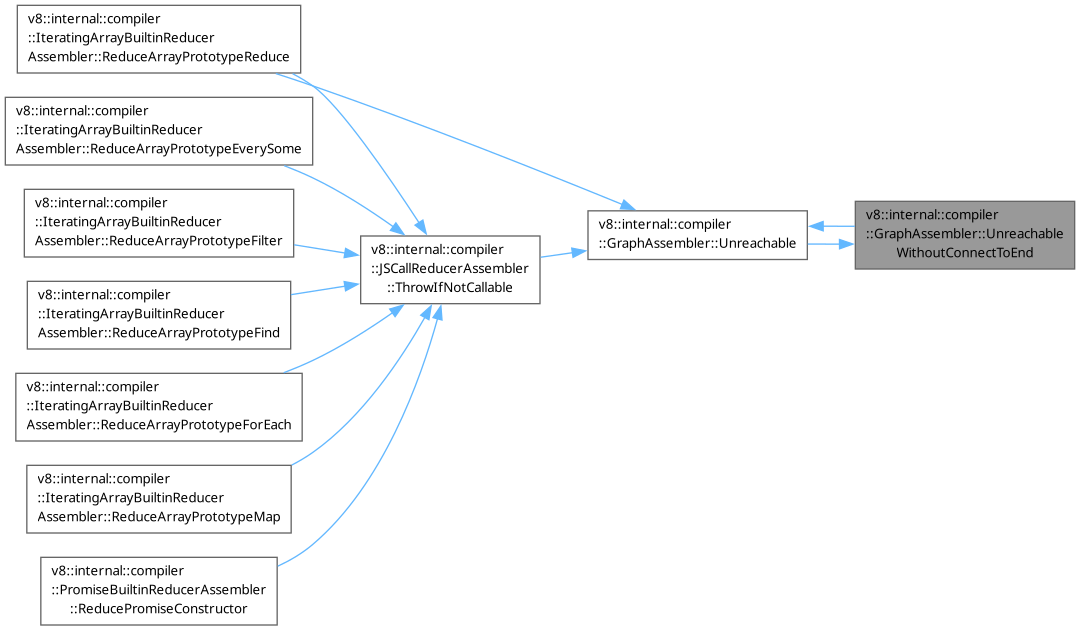 v8::internal::compiler
::IteratingArrayBuiltinReducer
Assembler::ReduceArrayPrototypeReduce
v8::internal::compiler
::IteratingArrayBuiltinReducer
Assembler::ReduceArrayPrototypeEverySome
v8::internal::compiler
::IteratingArrayBuiltinReducer
Assembler::ReduceArrayPrototypeFilter
v8::internal::compiler
::IteratingArrayBuiltinReducer
Assembler::ReduceArrayPrototypeFind
v8::internal::compiler
::IteratingArrayBuiltinReducer
Assembler::ReduceArrayPrototypeForEach
v8::internal::compiler
::IteratingArrayBuiltinReducer
Assembler::ReduceArrayPrototypeMap
v8::internal::compiler
::PromiseBuiltinReducerAssembler
::ReducePromiseConstructor
v8::internal::compiler
::JSCallReducerAssembler
::ThrowIfNotCallable
v8::internal::compiler
::GraphAssembler::Unreachable
v8::internal::compiler
::GraphAssembler::Unreachable
WithoutConnectToEnd